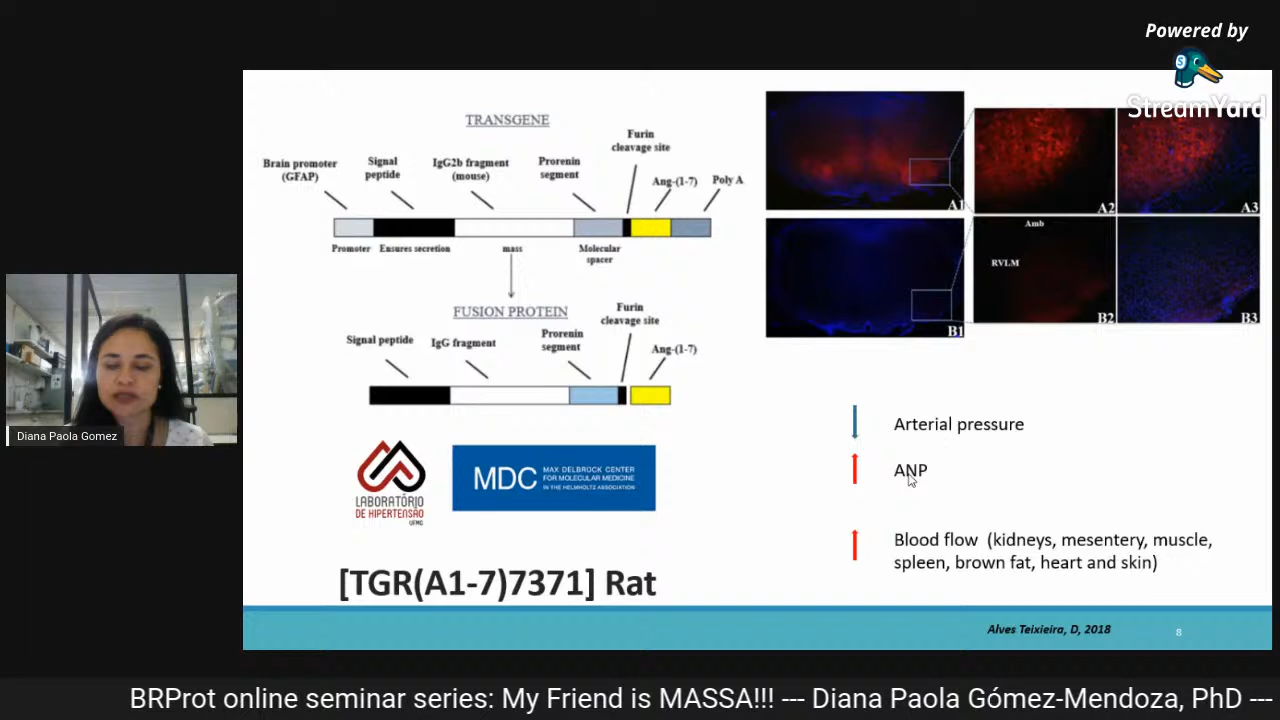 Powered by
StreamYard
TRANSGENE
Brain promoter
(GFAP)
Signal
peptide
IgG2b fragment
(mouse)
Prorenin
segment
Furin
cleavage site
Ang-(1-7)
Poly A
Promoter
Ensures secretion
mass
Molecular
spacer
FUSION PROTEIN
Signal peptide
IgG fragment
Prorenin
segment
Furin
cleavage site
Ang-(1-7)
A1
A2
A3
Amb
RVLM
B1
B2
B3
LABORATÓRIO
DE HIPERTENSÃO
UFMG
MDC
MAX DELBRÜCK CENTER
FOR MOLECULAR MEDICINE
IN THE HELMHOLTZ ASSOCIATION
Arterial pressure
ANP
Blood flow (kidneys, mesentery, muscle,
spleen, brown fat, heart and skin)
[TGR(A1-7)7371] Rat
Alves Teixieira, D, 2018
8
Diana Paola Gomez
BRProt online seminar series: My Friend is MASSA!!! --- Diana Paola Gómez-Mendoza, PhD ---